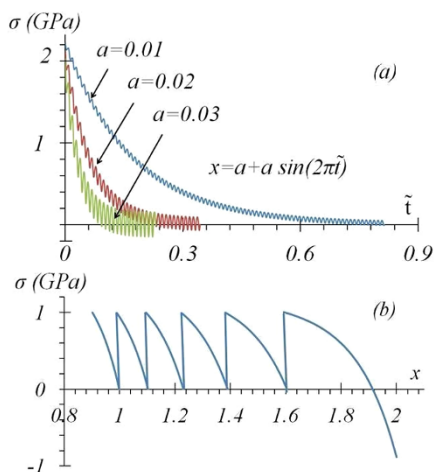 σ (GPa)
2
a=0.01
(a)
a=0.02
1
a=0.03
x=a+a sin(2πt̃)
t̃
0
0 0.3 0.6 0.9
σ (GPa)
1
(b)
x
0
0.8 1 1.2 1.4 1.6 1.8 2
-1